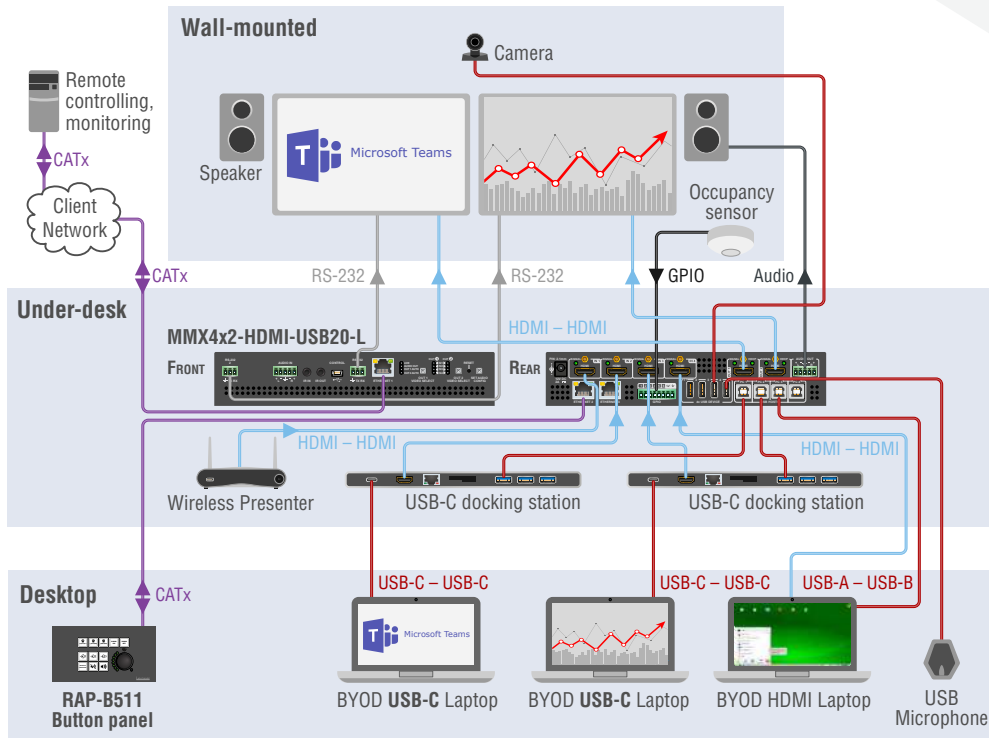 Wall-mounted
Camera
Remote
controlling,
monitoring
CATx
Client
Network
Speaker
T
Microsoft Teams
Occupancy
sensor
CATx
RS-232
RS-232
GPIO
Audio
Under-desk
HDMI – HDMI
MMX4x2-HDMI-USB20-L
FRONT
REAR
HDMI – HDMI
HDMI – HDMI
Wireless Presenter
USB-C docking station
USB-C docking station
Desktop
CATx
USB-C – USB-C
USB-C – USB-C
USB-A – USB-B
T
Microsoft Teams
RAP-B511
Button panel
BYOD USB-C Laptop
BYOD USB-C Laptop
BYOD HDMI Laptop
USB
Microphone